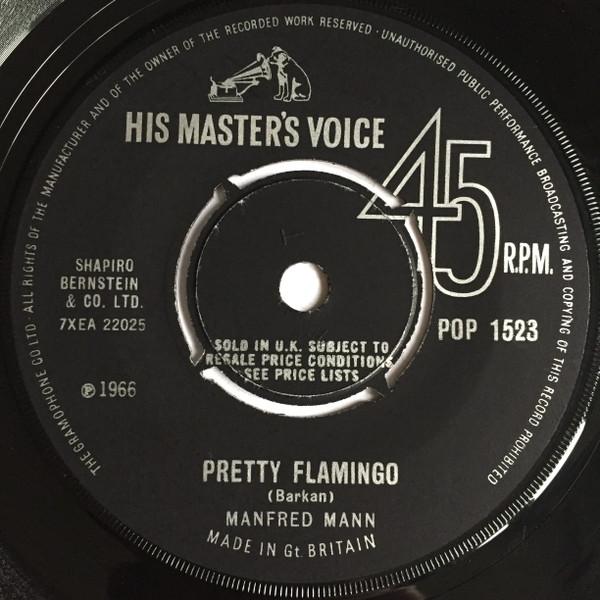 THE GRAMOPHONE CO LTD. ALL RIGHTS OF THE MANUFACTURER AND OF THE OWNER OF THE RECORDED WORK RESERVED · UNAUTHORISED PUBLIC PERFORMANCE BROADCASTING AND COPYING OF THIS RECORD PROHIBITED
HIS MASTER'S VOICE
45
R.P.M.
SHAPIRO
BERNSTEIN
& CO. LTD.
7XEA 22025
POP 1523
SOLD IN U.K. SUBJECT TO
RESALE PRICE CONDITIONS
SEE PRICE LISTS
℗ 1966
PRETTY FLAMINGO
(Barkan)
MANFRED MANN
MADE IN Gt. BRITAIN